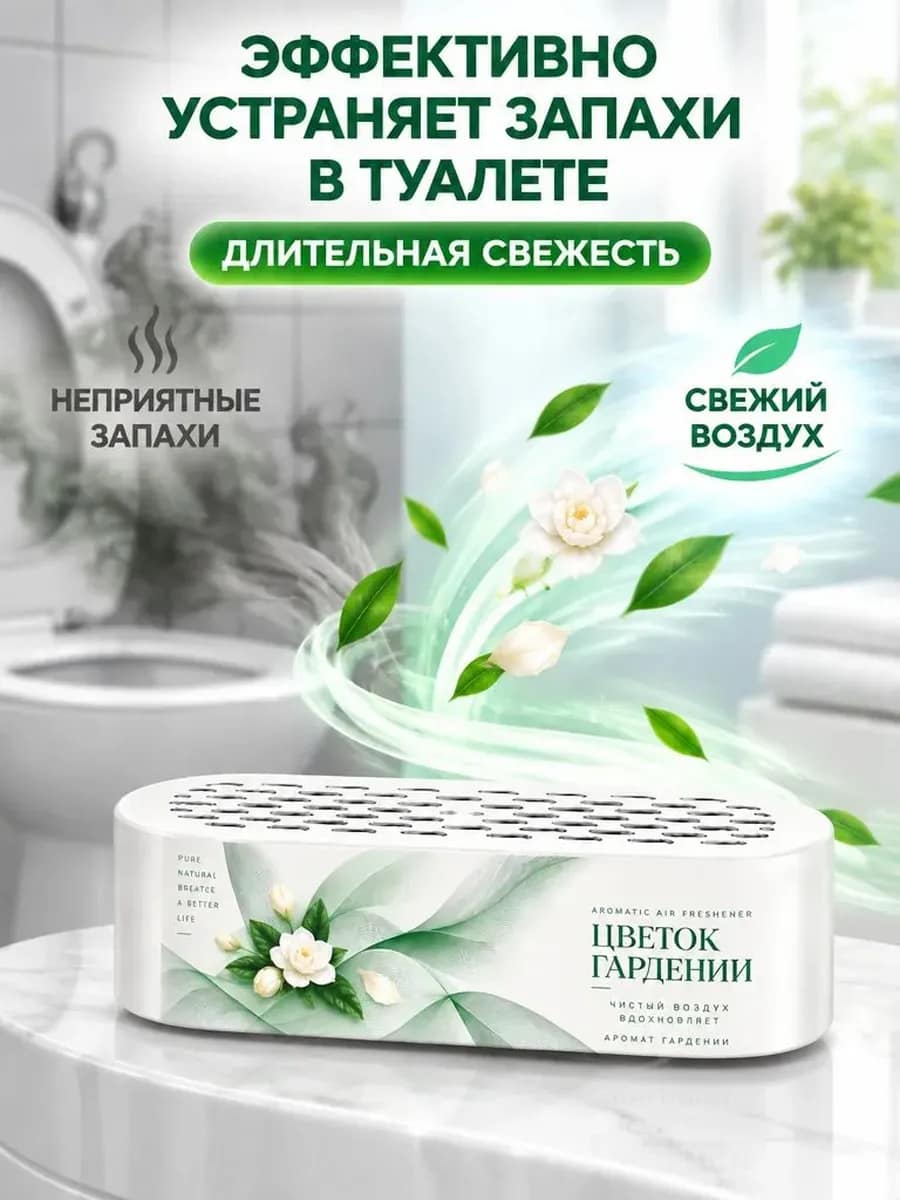 ЭФФЕКТИВНО
УСТРАНЯЕТ ЗАПАХИ
В ТУАЛЕТЕ
ДЛИТЕЛЬНАЯ СВЕЖЕСТЬ
НЕПРИЯТНЫЕ
ЗАПАХИ
СВЕЖИЙ
ВОЗДУХ
PURE
NATURAL
BREATCE
A BETTER
LIFE
AROMATIC AIR FRESHENER
ЦВЕТОК
ГАРДЕНИИ
ЧИСТЫЙ ВОЗДУХ
ВДОХНОВЛЯЕТ
АРОМАТ ГАРДЕНИИ